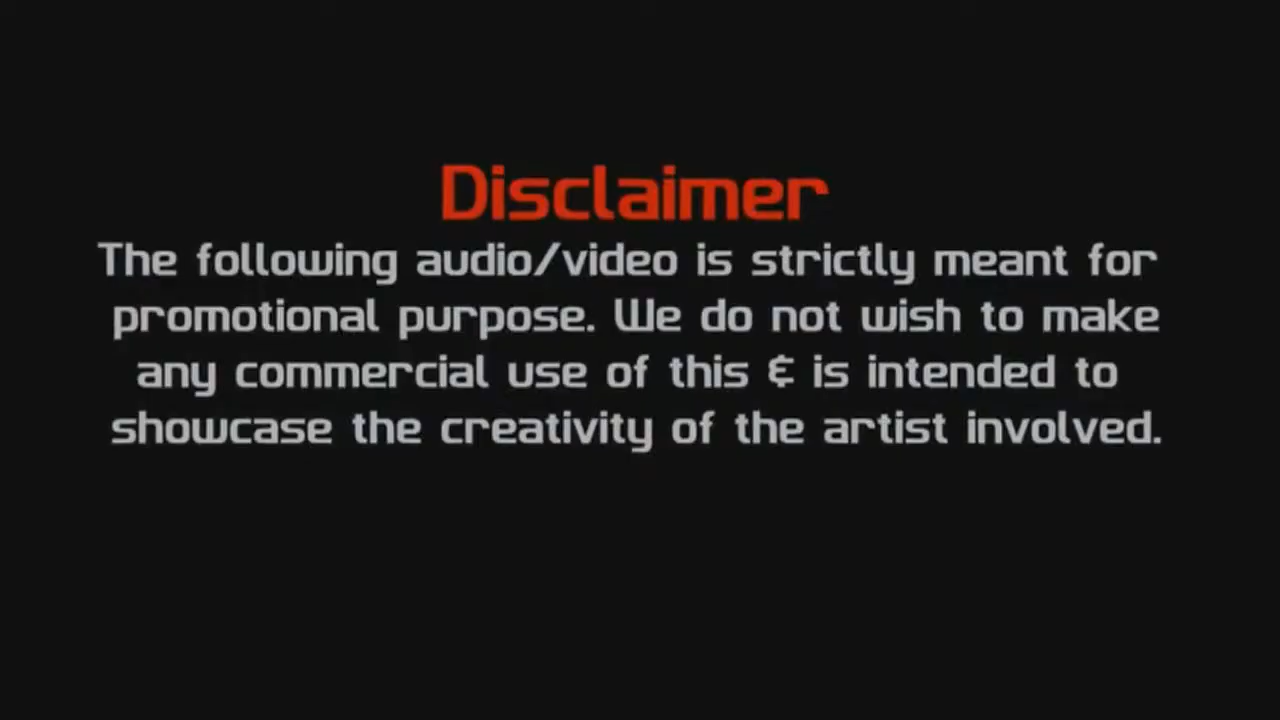 Disclaimer
The following audio/video is strictly meant for
promotional purpose. We do not wish to make
any commercial use of this & is intended to
showcase the creativity of the artist involved.